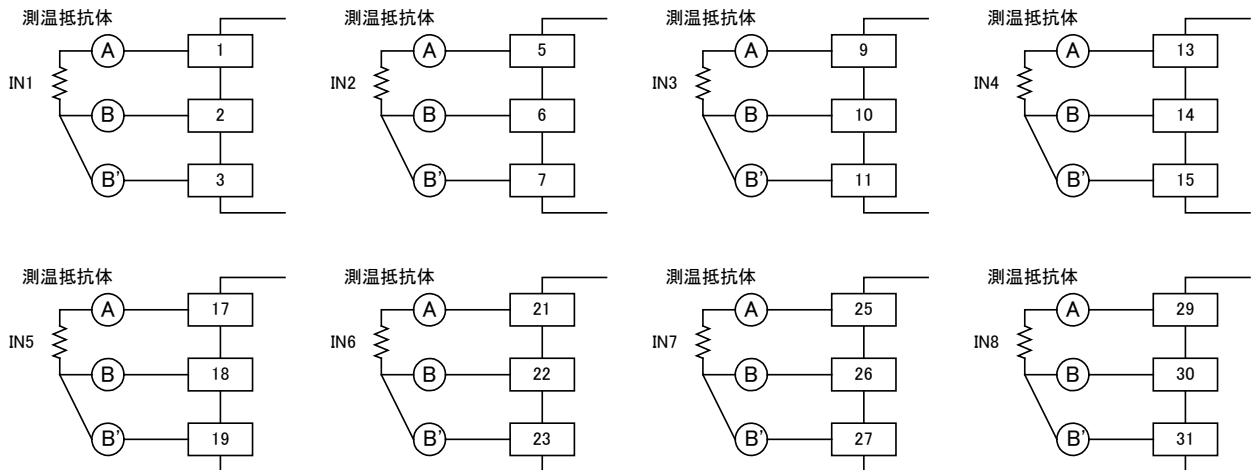 測温抵抗体 測温抵抗体 測温抵抗体 測温抵抗体
A 1 A 5 A 9 A 13
IN1 IN2 IN3 IN4
B 2 B 6 B 10 B 14
B' 3 B' 7 B' 11 B' 15
測温抵抗体 測温抵抗体 測温抵抗体 測温抵抗体
A 17 A 21 A 25 A 29
IN5 IN6 IN7 IN8
B 18 B 22 B 26 B 30
B' 19 B' 23 B' 27 B' 31